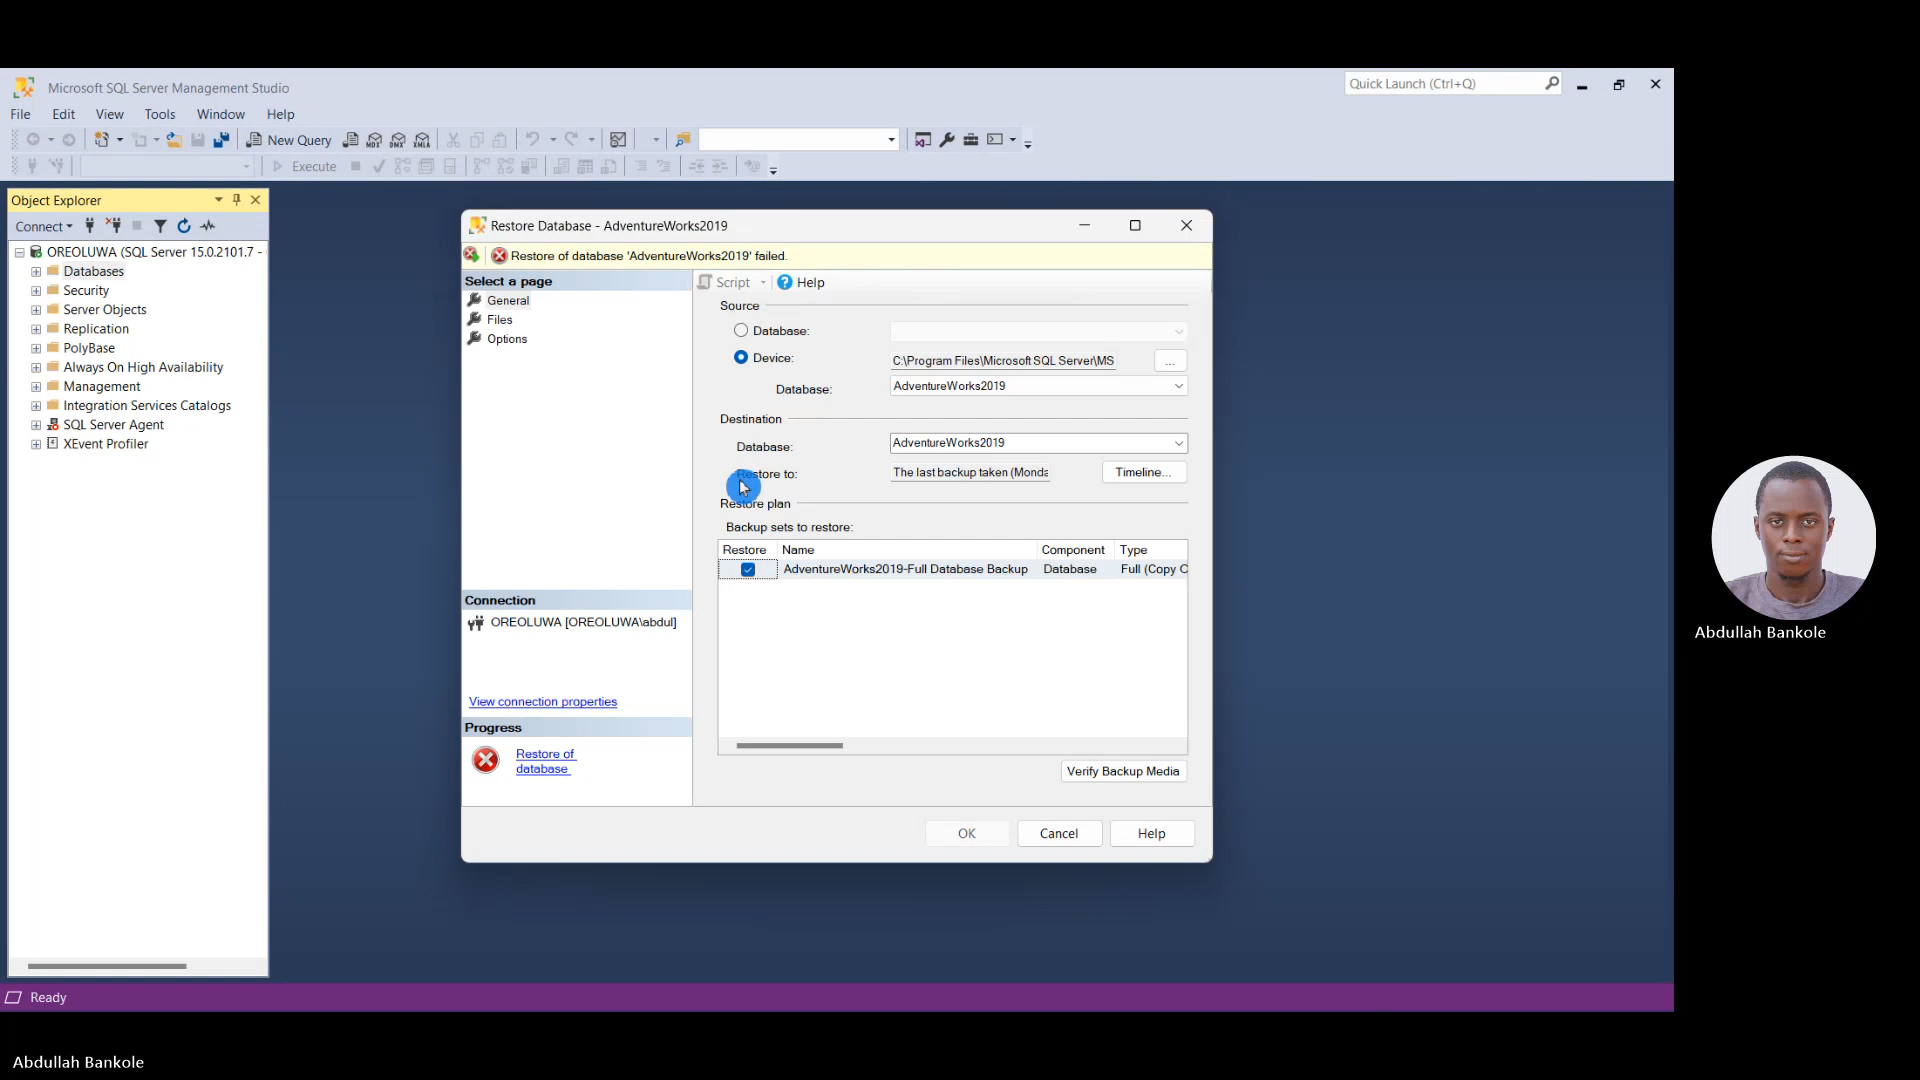 Microsoft SQL Server Management Studio
Quick Launch (Ctrl+Q)
File Edit View Tools Window Help
New Query MDX DMX XMLA
Execute
Object Explorer
Connect
OREOLUWA (SQL Server 15.0.2101.7 -
Databases
Security
Server Objects
Replication
PolyBase
Always On High Availability
Management
Integration Services Catalogs
SQL Server Agent
XEvent Profiler
Restore Database - AdventureWorks2019
Restore of database 'AdventureWorks2019' failed.
Select a page
General
Files
Options
Connection
OREOLUWA [OREOLUWA\abdul]
View connection properties
Progress
Restore of
database
Script Help
Source
Database:
Device: C:\Program Files\Microsoft SQL Server\MS ...
Database: AdventureWorks2019
Destination
Database: AdventureWorks2019
Restore to: The last backup taken (Monda Timeline...
Restore plan
Backup sets to restore:
Restore Name Component Type
AdventureWorks2019-Full Database Backup Database Full (Copy O
Verify Backup Media
OK Cancel Help
Ready
Abdullah Bankole
Abdullah Bankole